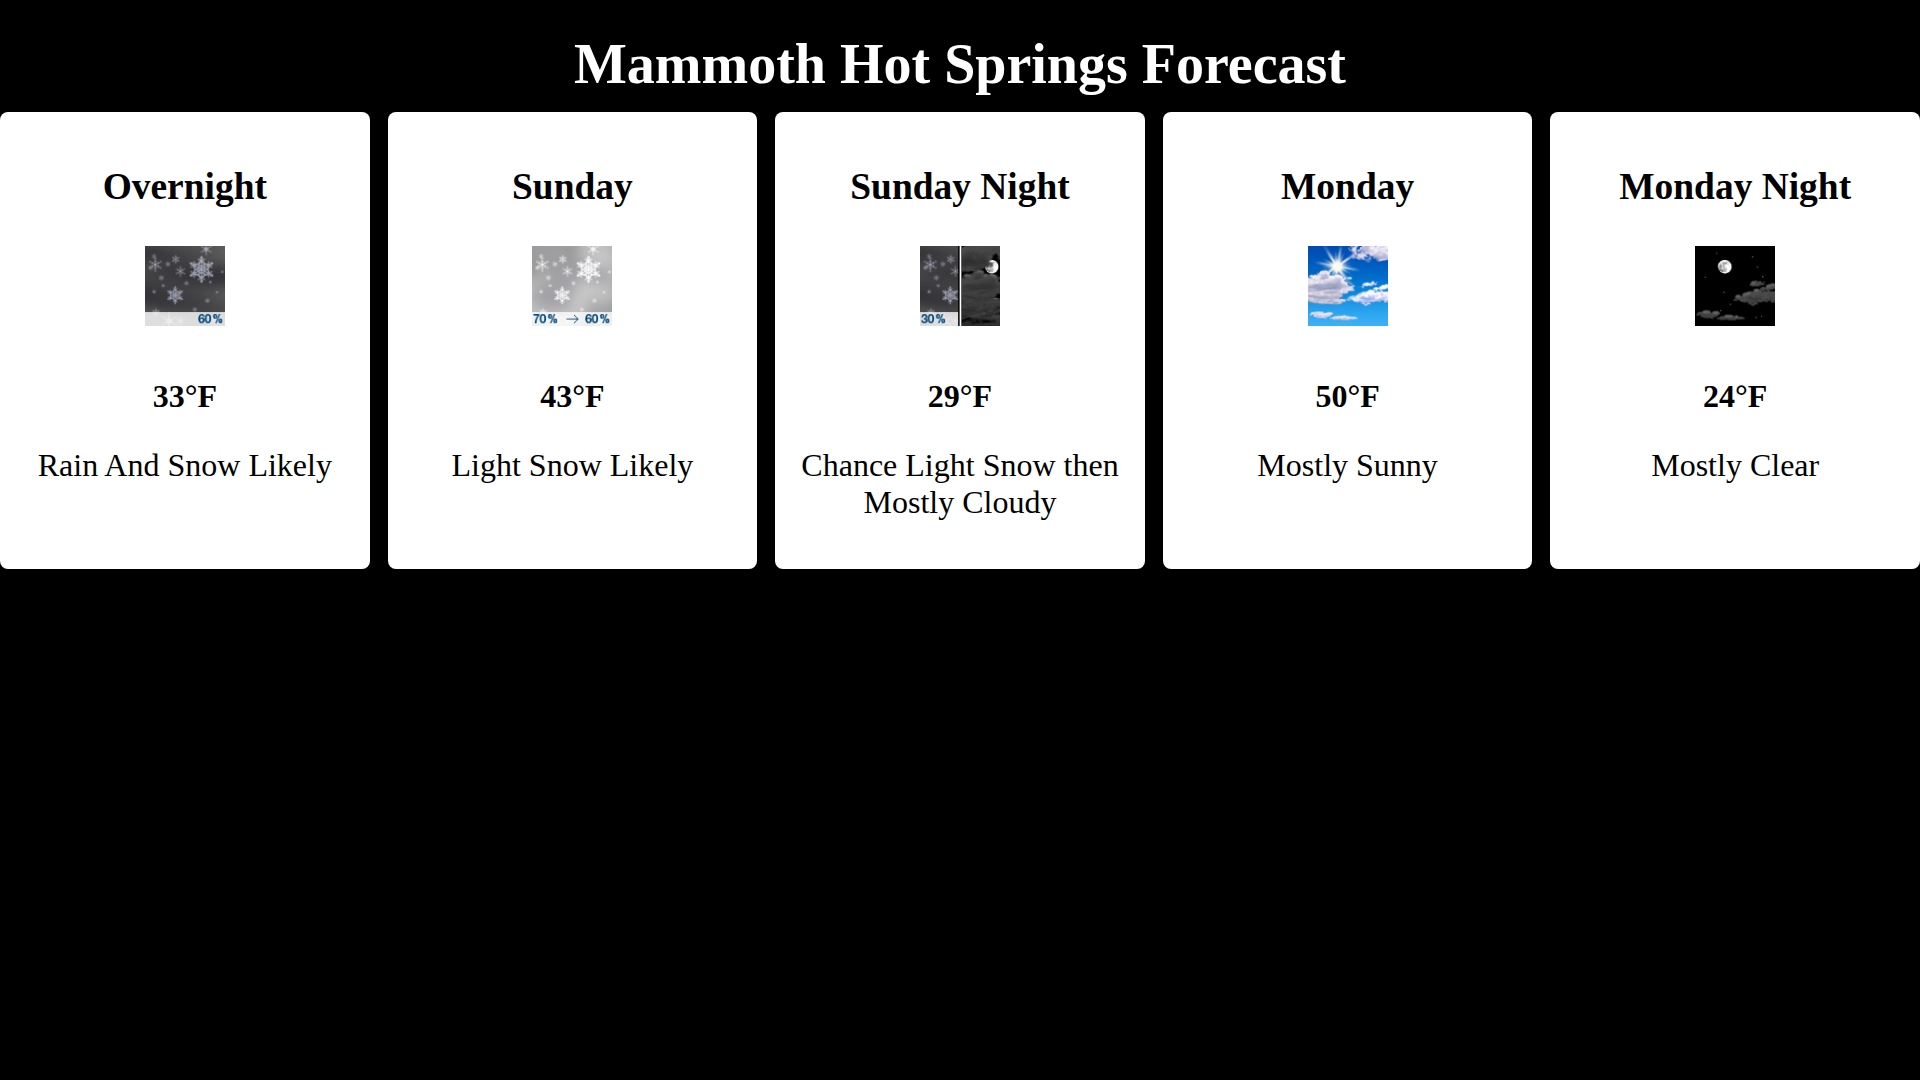 Mammoth Hot Springs Forecast
Overnight
60%
33°F
Rain And Snow Likely
Sunday
70% → 60%
43°F
Light Snow Likely
Sunday Night
30%
29°F
Chance Light Snow then
Mostly Cloudy
Monday
50°F
Mostly Sunny
Monday Night
24°F
Mostly Clear